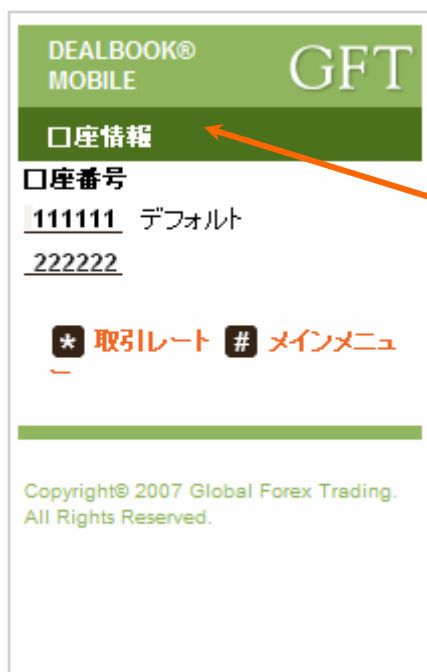 DEALBOOK®
MOBILE
GFT
口座情報
口座番号
111111 デフォルト
222222
* 取引レート # メインメニュ
ー
Copyright© 2007 Global Forex Trading.
All Rights Reserved.